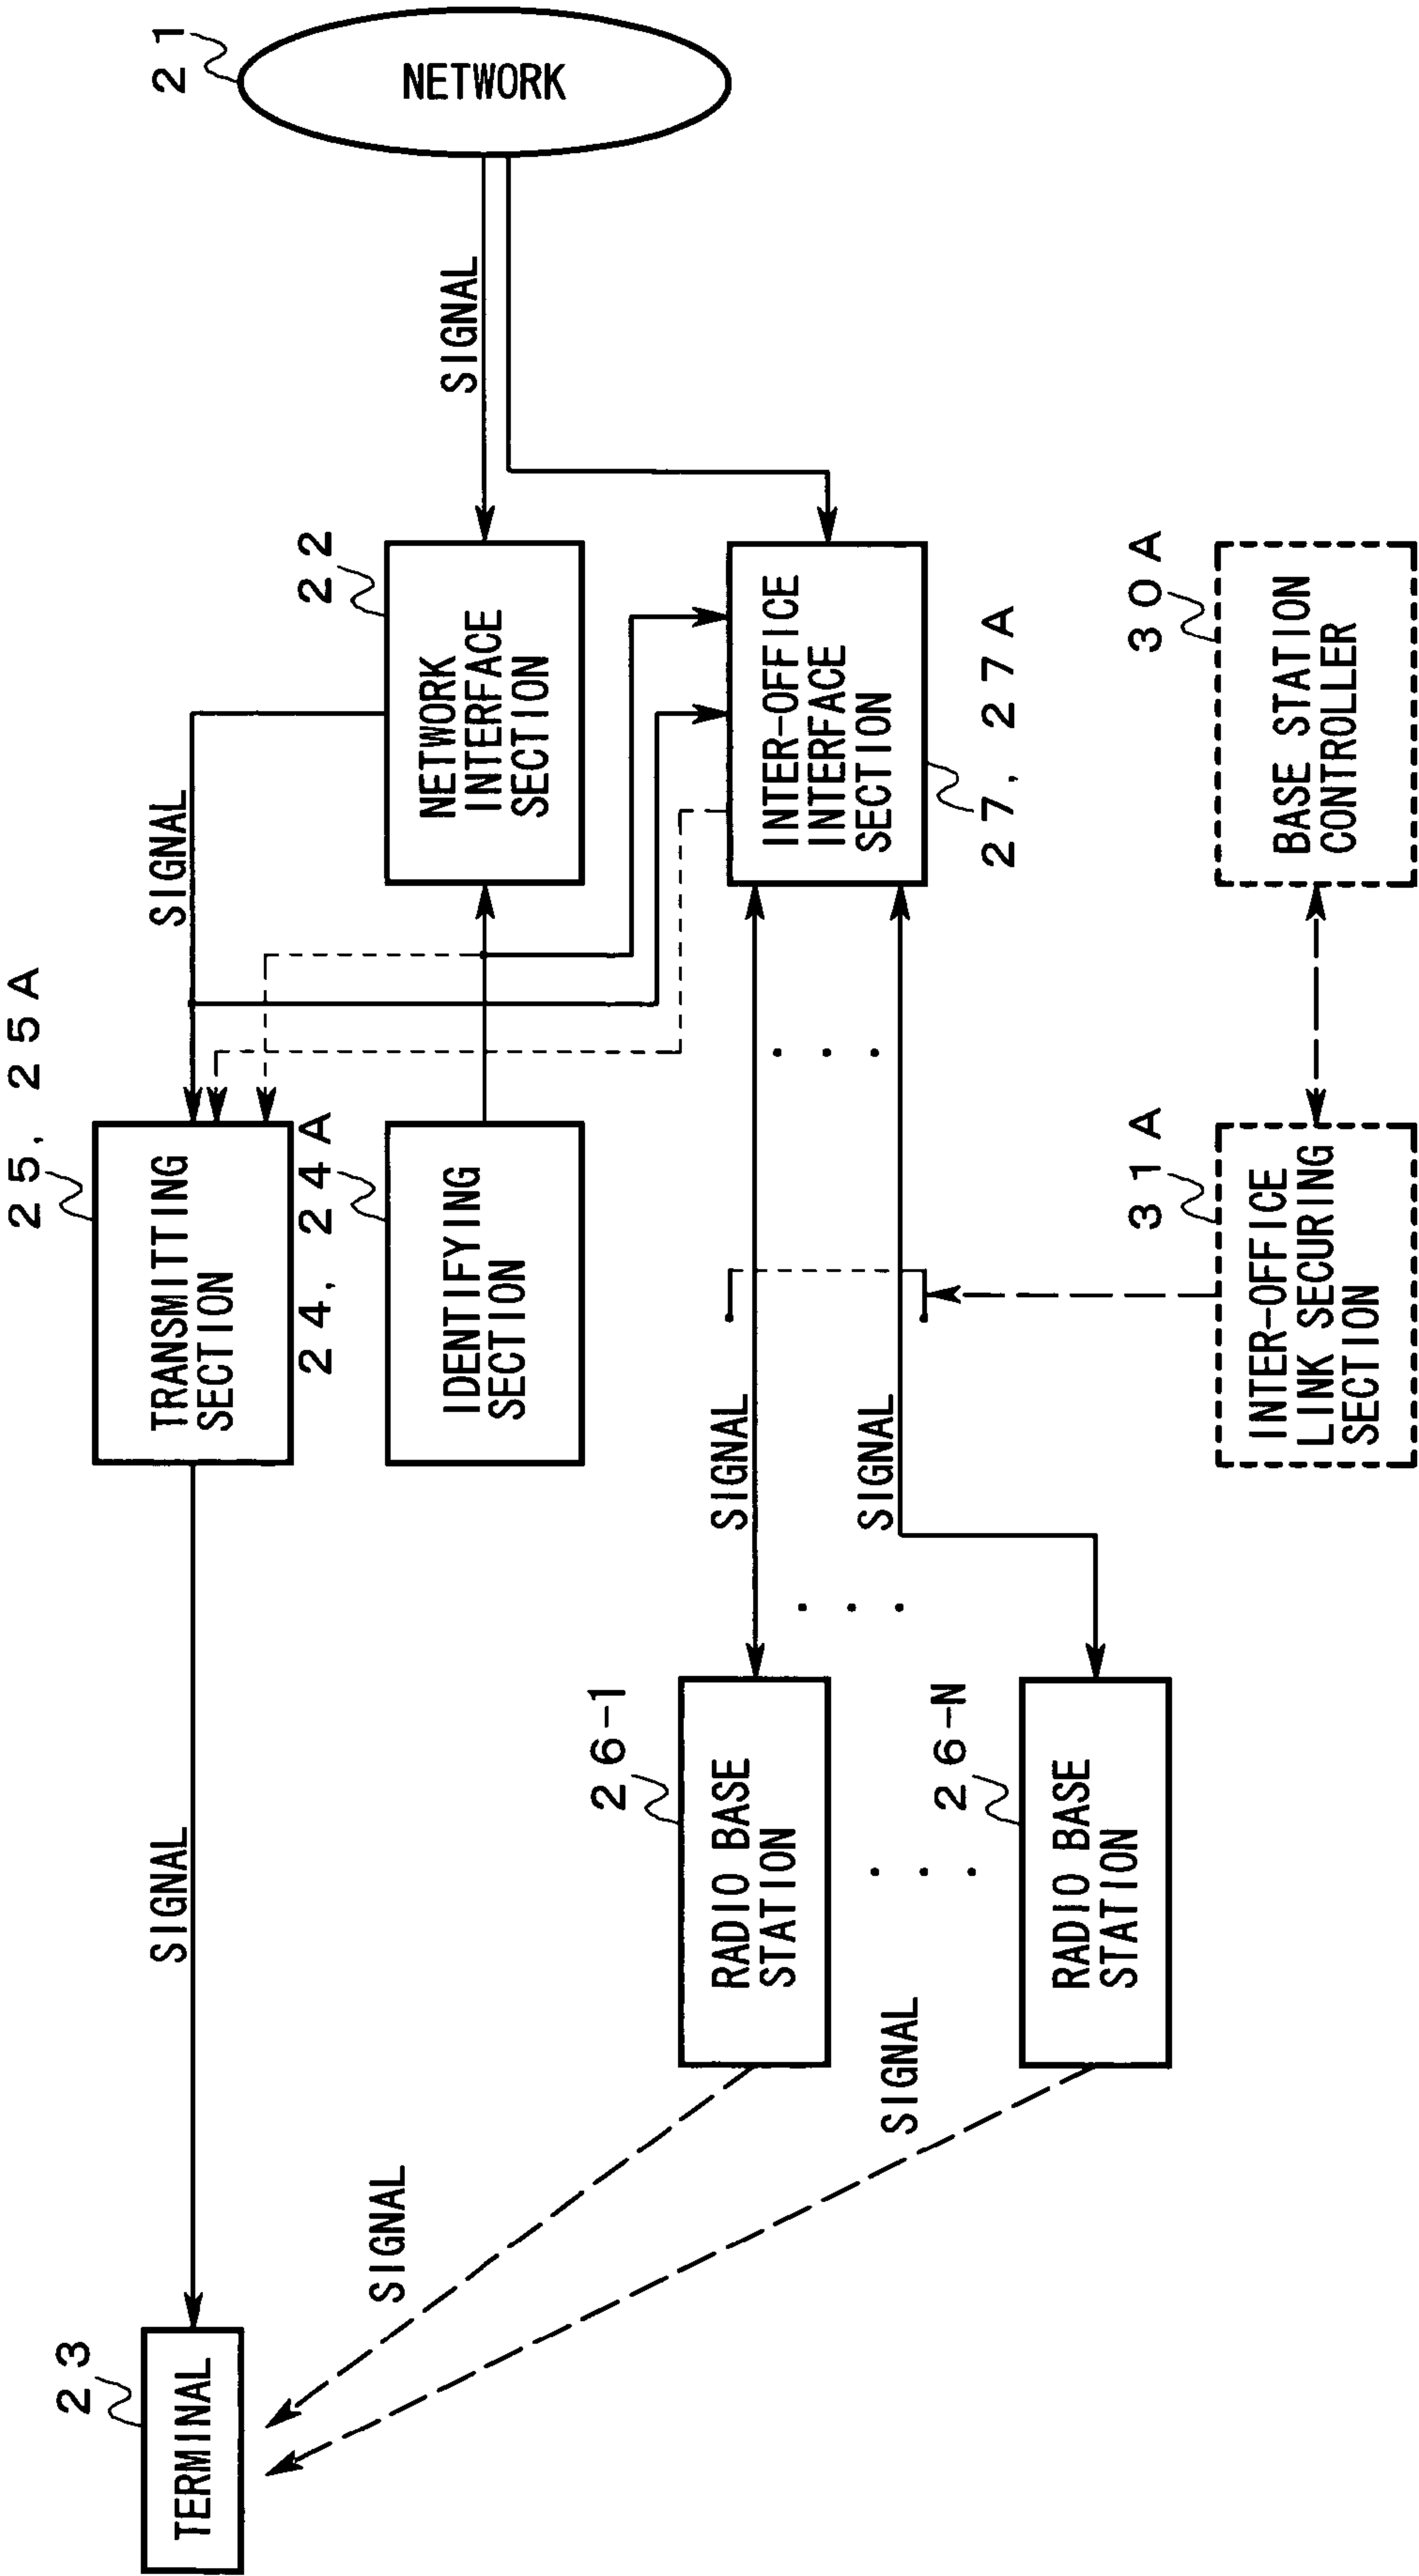 21
NETWORK
SIGNAL
22
NETWORK
INTERFACE
SECTION
SIGNAL
INTER-OFFICE
INTERFACE
SECTION
27, 27A
30A
BASE STATION
CONTROLLER
25, 25A
TRANSMITTING
SECTION
24, 24A
IDENTIFYING
SECTION
31A
INTER-OFFICE
LINK SECURING
SECTION
SIGNAL
SIGNAL
SIGNAL
26-1
RADIO BASE
STATION
26-N
RADIO BASE
STATION
SIGNAL
SIGNAL
23
TERMINAL